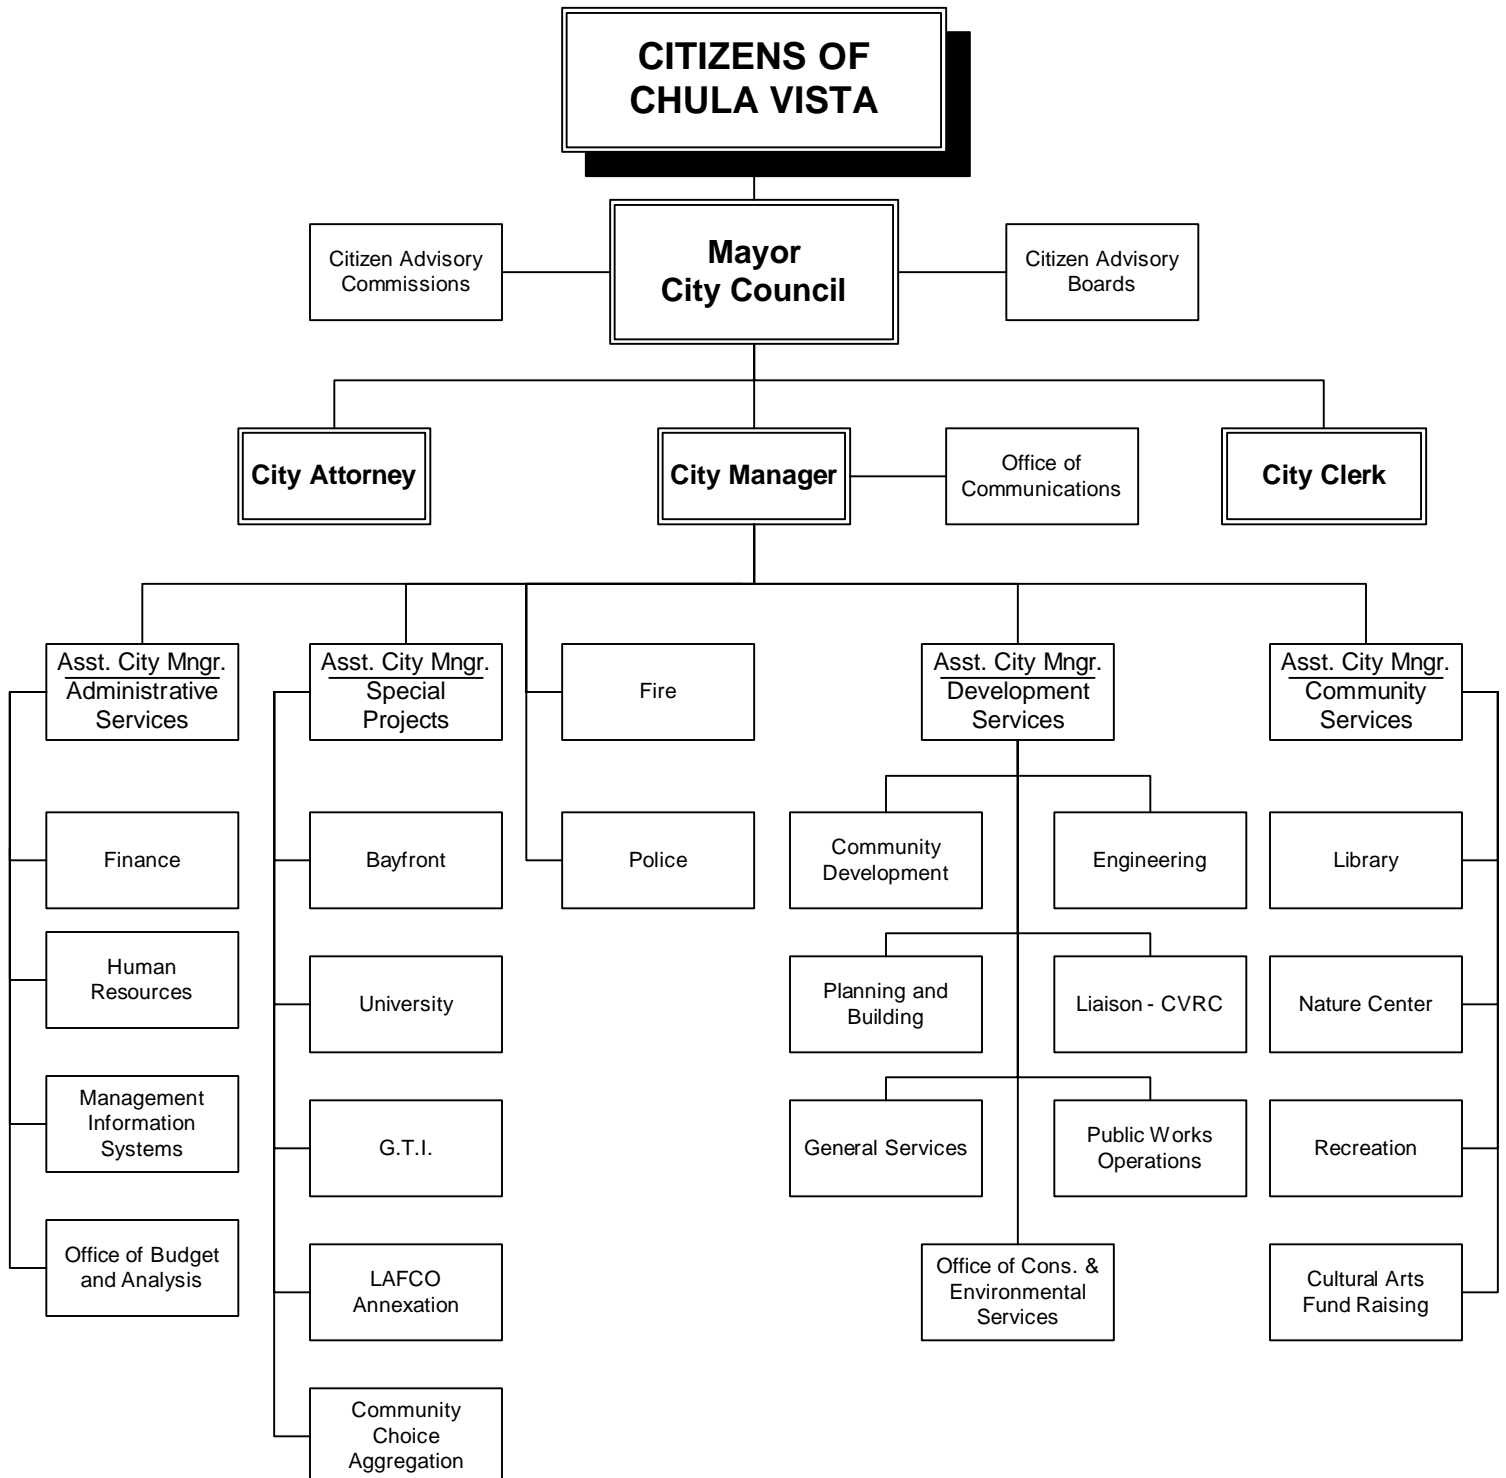 CITIZENS OF
CHULA VISTA
Citizen Advisory
Commissions
Mayor
City Council
Citizen Advisory
Boards
City Attorney
City Manager
Office of
Communications
City Clerk
Asst. City Mngr.
Administrative
Services
Asst. City Mngr.
Special
Projects
Fire
Asst. City Mngr.
Development
Services
Asst. City Mngr.
Community
Services
Finance
Bayfront
Police
Community
Development
Engineering
Library
Human
Resources
University
Planning and
Building
Liaison - CVRC
Nature Center
Management
Information
Systems
G.T.I.
General Services
Public Works
Operations
Recreation
Office of Budget
and Analysis
LAFCO
Annexation
Office of Cons. &
Environmental
Services
Cultural Arts
Fund Raising
Community
Choice
Aggregation